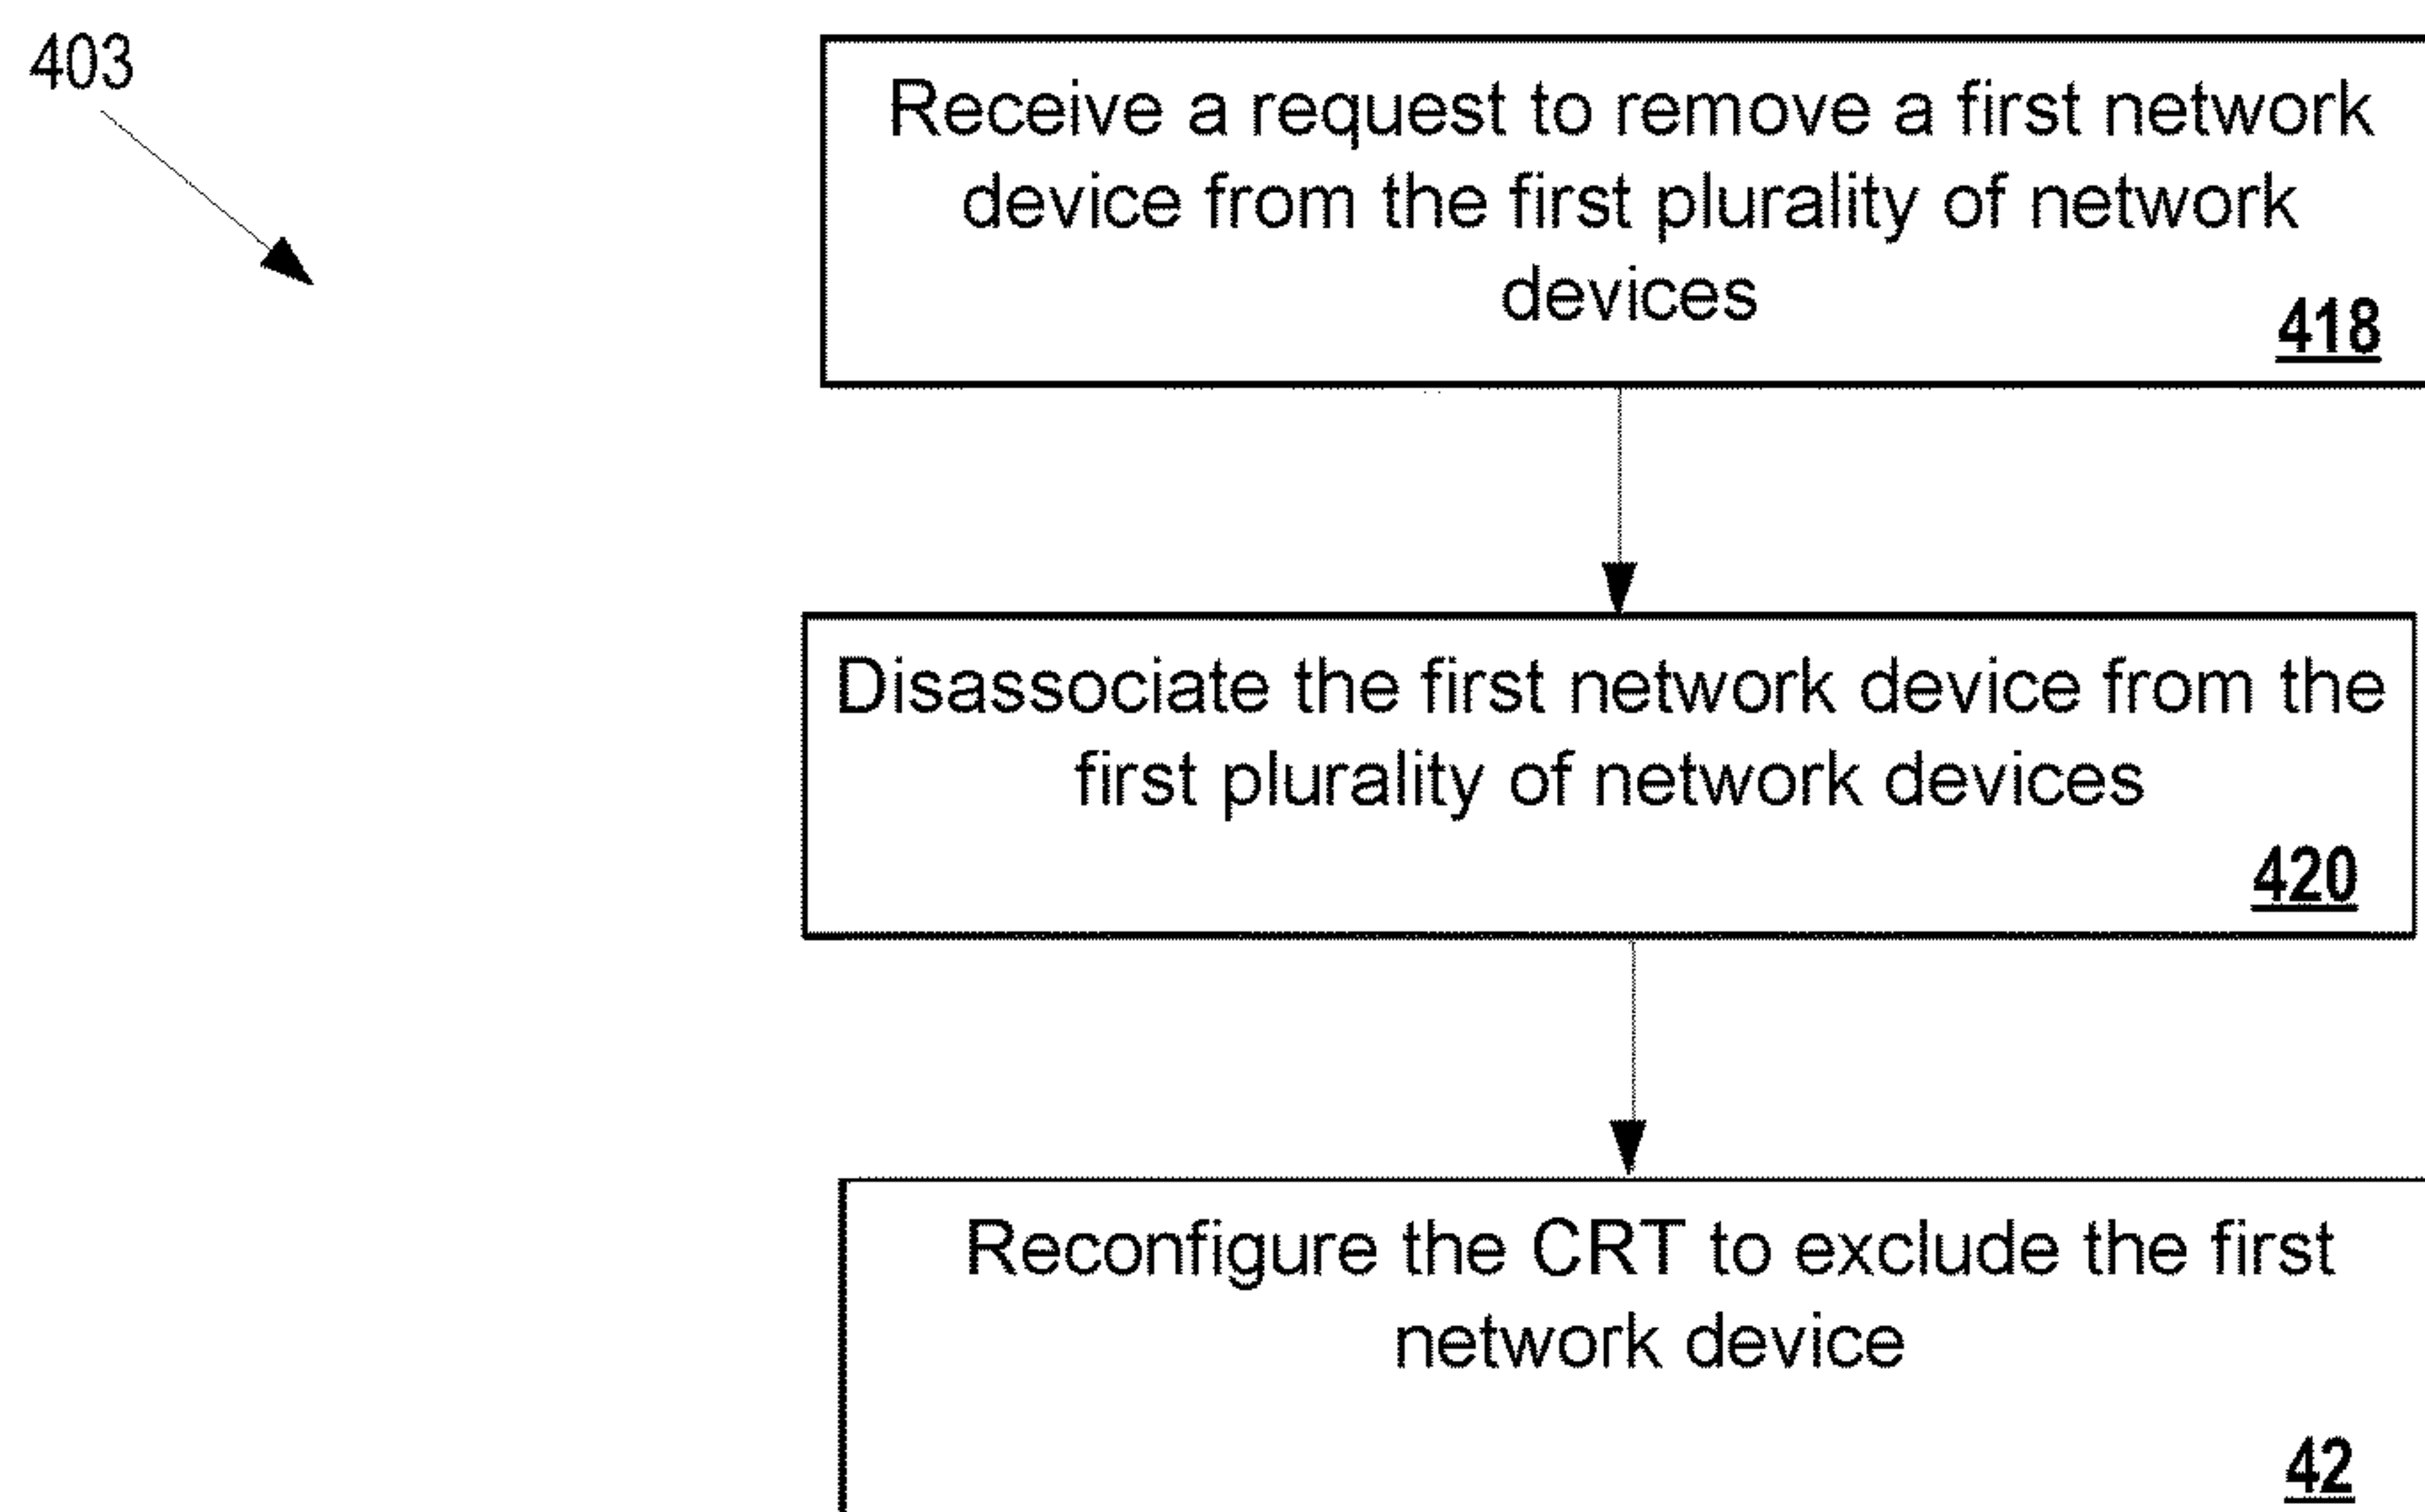 403
Receive a request to remove a first network
device from the first plurality of network
devices
418
Disassociate the first network device from the
first plurality of network devices
420
Reconfigure the CRT to exclude the first
network device
42